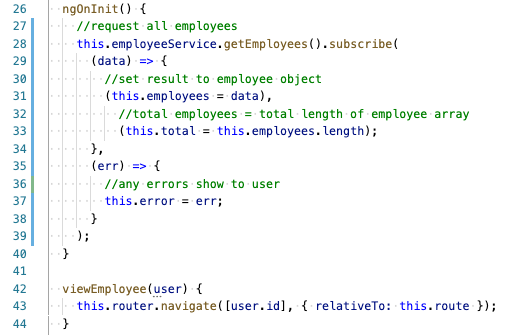 26 ngOnInit() {
27 //request all employees
28 this.employeeService.getEmployees().subscribe(
29 (data) => {
30 //set result to employee object
31 (this.employees = data),
32 //total employees = total length of employee array
33 (this.total = this.employees.length);
34 },
35 (err) => {
36 //any errors show to user
37 this.error = err;
38 }
39 );
40 }
41
42 viewEmployee(user) {
43 this.router.navigate([user.id], { relativeTo: this.route });
44 }